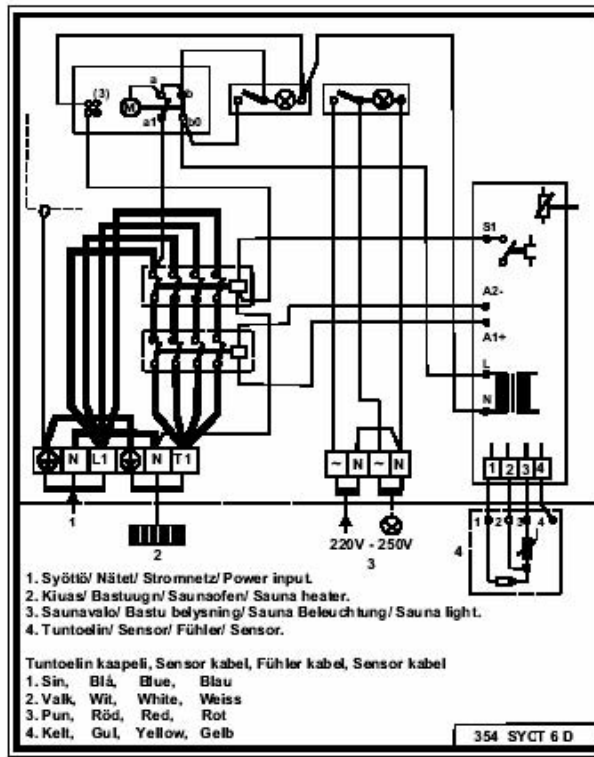 (3)
a
b
M
a1
b0
S1
A2-
A1+
L
N
⏚ N L1 ⏚ N T1
~ N ~ N
1 2 3 4
1 2 3 4
1
2
220V - 250V
3
4
1. Syöttö/ Nätet/ Stromnetz/ Power input.
2. Kiuas/ Bastuugn/ Saunaofen/ Sauna heater.
3. Saunavalo/ Bastu belysning/ Sauna Beleuchtung/ Sauna light.
4. Tuntoelin/ Sensor/ Fühler/ Sensor.
Tuntoelin kaapeli, Sensor kabel, Fühler kabel, Sensor kabel
1. Sin, Blå, Blue, Blau
2. Valk, Wit, White, Weiss
3. Pun, Röd, Red, Rot
4. Kelt, Gul, Yellow, Gelb
354 SYCT 6 D